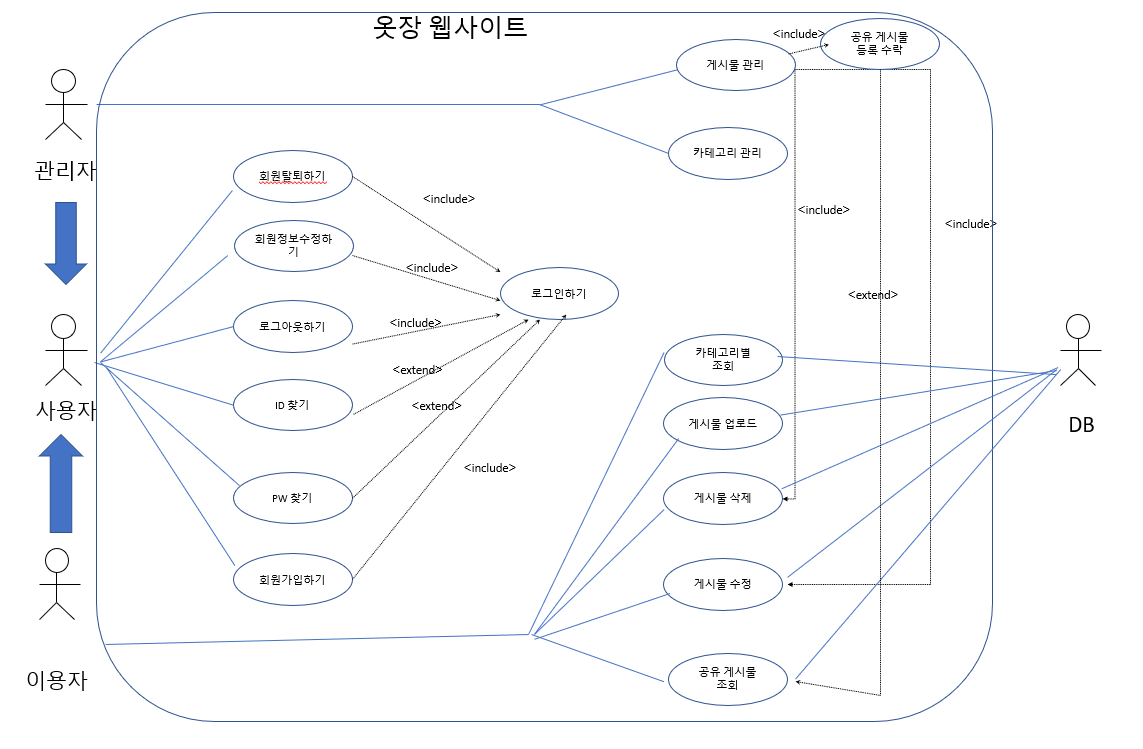 옷장 웹사이트
<include>
공유 게시물
등록 수락
게시물 관리
관리자
카테고리 관리
회원탈퇴하기
<include>
<include>
<include>
회원정보수정하
기
<include>
로그인하기
<extend>
로그아웃하기
<include>
사용자
ID 찾기
<extend>
<extend>
카테고리별
조회
게시물 업로드
DB
PW 찾기
<include>
게시물 삭제
회원가입하기
게시물 수정
이용자
공유 게시물
조회